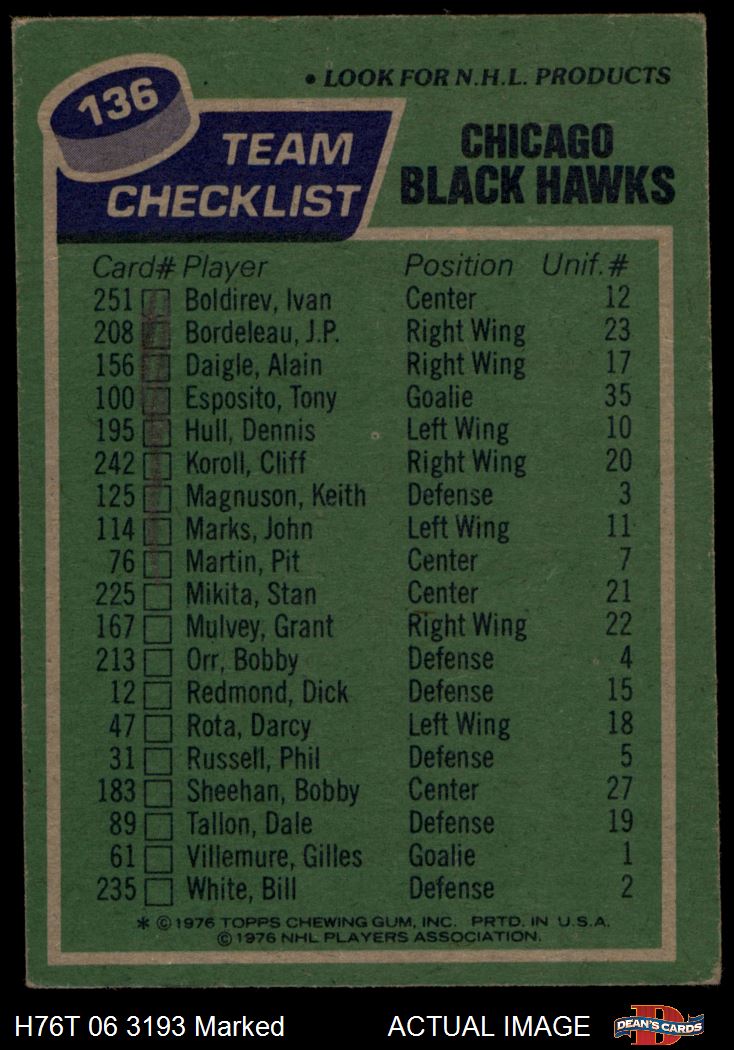 • LOOK FOR N.H.L. PRODUCTS
136
TEAM CHECKLIST
CHICAGO BLACK HAWKS
Card# Player Position Unif.#
251 Boldirev, Ivan Center 12
208 Bordeleau, J.P. Right Wing 23
156 Daigle, Alain Right Wing 17
100 Esposito, Tony Goalie 35
195 Hull, Dennis Left Wing 10
242 Koroll, Cliff Right Wing 20
125 Magnuson, Keith Defense 3
114 Marks, John Left Wing 11
76 Martin, Pit Center 7
225 Mikita, Stan Center 21
167 Mulvey, Grant Right Wing 22
213 Orr, Bobby Defense 4
12 Redmond, Dick Defense 15
47 Rota, Darcy Left Wing 18
31 Russell, Phil Defense 5
183 Sheehan, Bobby Center 27
89 Tallon, Dale Defense 19
61 Villemure, Gilles Goalie 1
235 White, Bill Defense 2
* ©1976 TOPPS CHEWING GUM, INC. PRTD. IN U.S.A.
©1976 NHL PLAYERS ASSOCIATION.
H76T 06 3193 Marked ACTUAL IMAGE DEAN'S CARDS